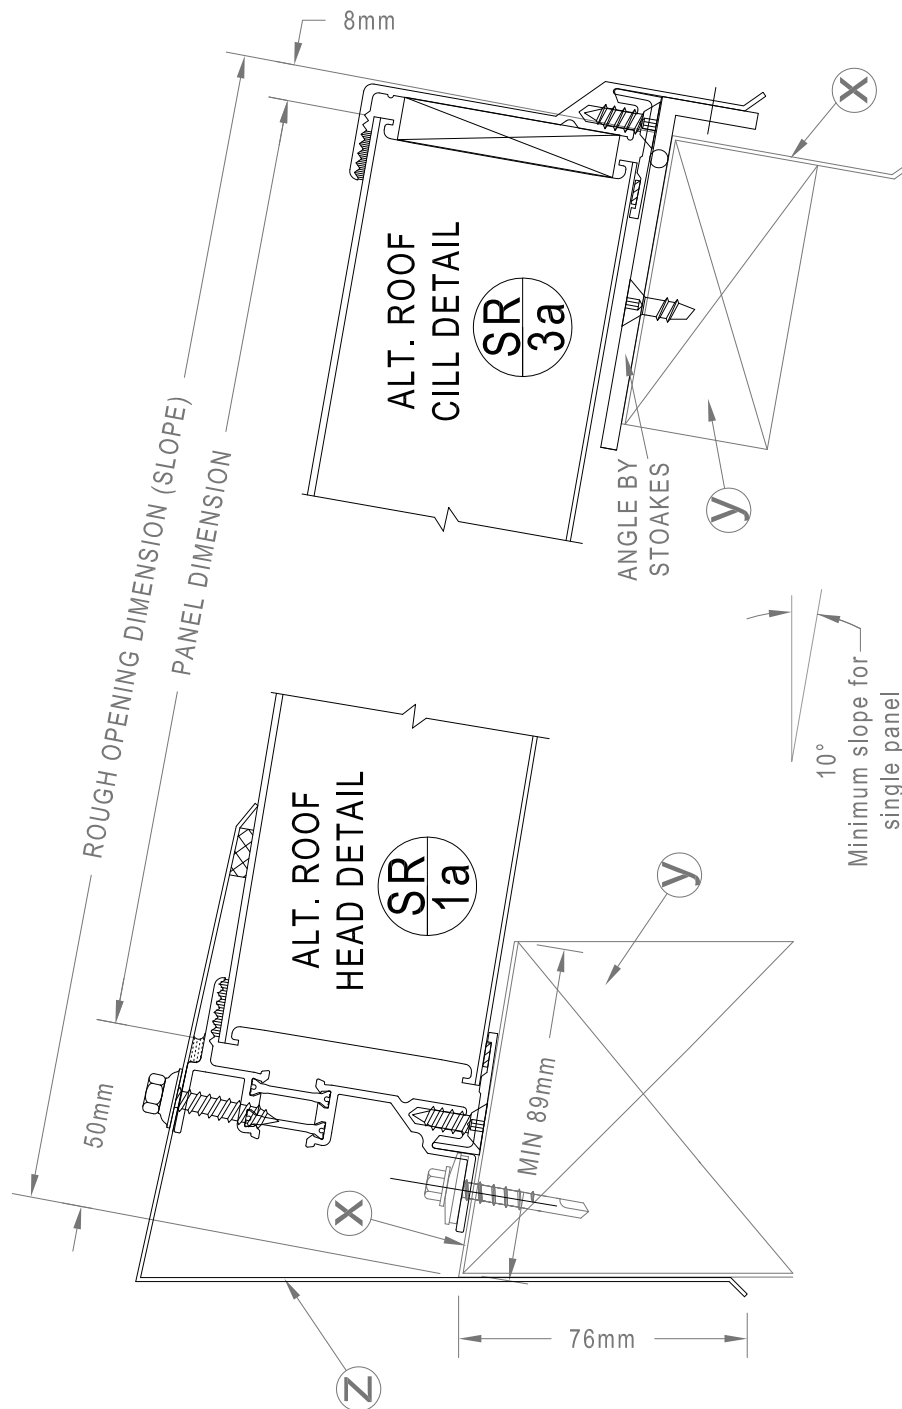 8mm
ROUGH OPENING DIMENSION (SLOPE)
PANEL DIMENSION
50mm
ALT. ROOF
HEAD DETAIL
SR
1a
ALT. ROOF
CILL DETAIL
SR
3a
ANGLE BY
STOAKES
x
y
10°
Minimum slope for
single panel
y
MIN 89mm
x
76mm
z